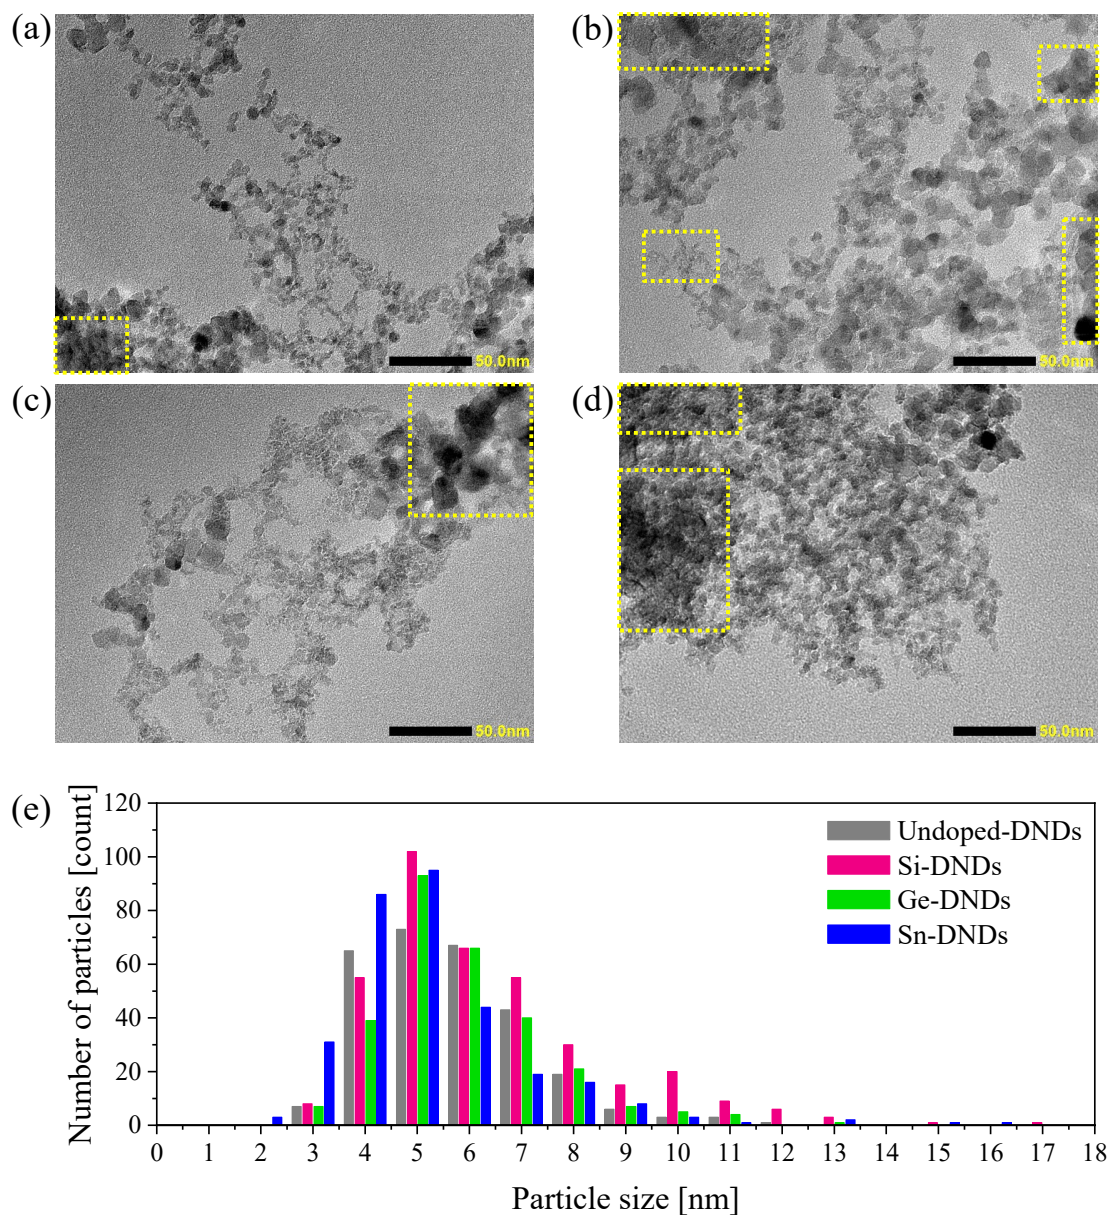 (a)
(b)
50.0nm
50.0nm
(c)
(d)
50.0nm
50.0nm
(e)
Number of particles [count]
120
100
80
60
40
20
0
Undoped-DNDs
Si-DNDs
Ge-DNDs
Sn-DNDs
0 1 2 3 4 5 6 7 8 9 10 11 12 13 14 15 16 17 18
Particle size [nm]